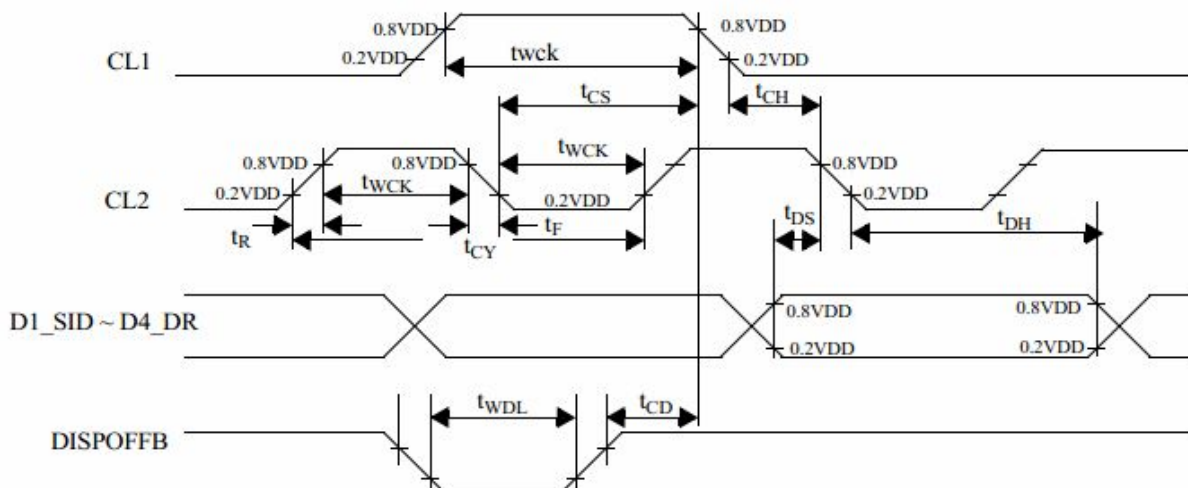 0.8VDD 0.8VDD
CL1 0.2VDD twck 0.2VDD
tCS tCH
0.8VDD 0.8VDD tWCK 0.8VDD
CL2 0.2VDD tWCK 0.2VDD 0.2VDD
tR tCY tF tDS tDH
D1_SID ~ D4_DR 0.8VDD 0.8VDD
0.2VDD 0.2VDD
tWDL tCD
DISPOFFB